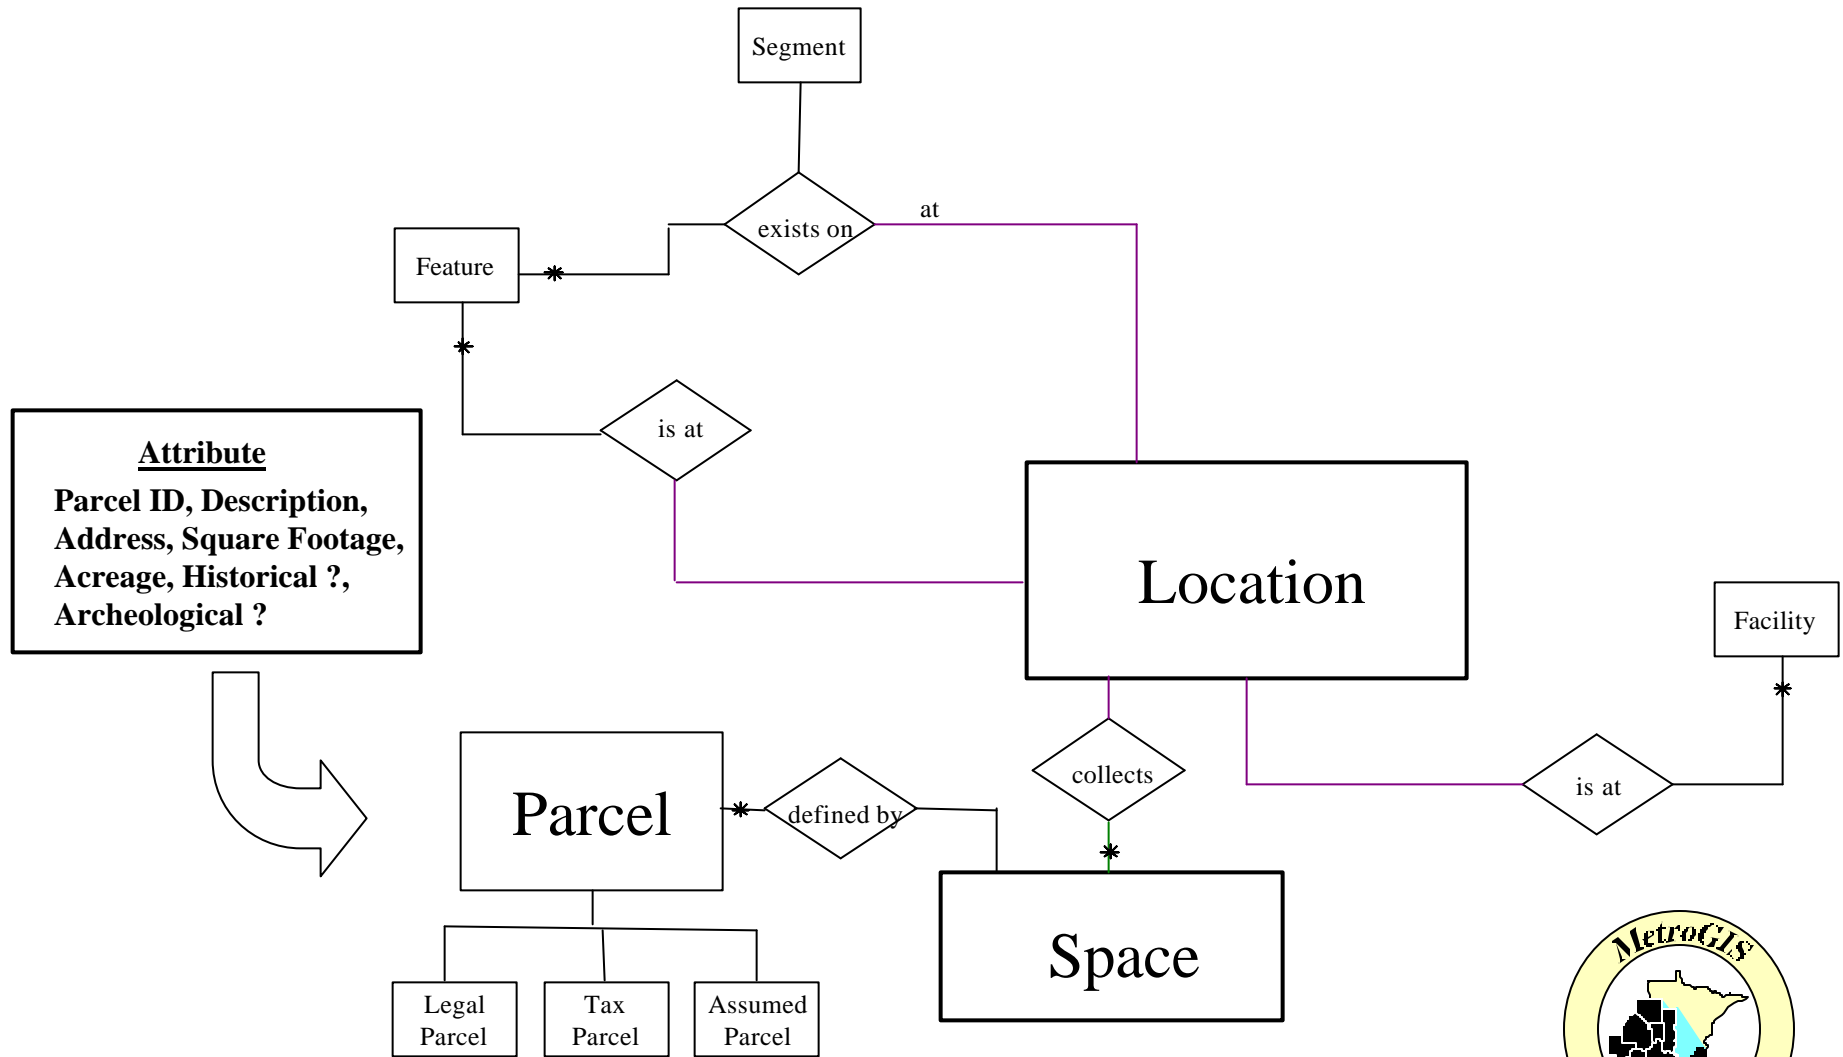 Segment
exists on
at
Feature
is at
Attribute
Parcel ID, Description,
Address, Square Footage,
Acreage, Historical ?,
Archeological ?
Location
Facility
Parcel
defined by
collects
is at
Space
Legal
Parcel
Tax
Parcel
Assumed
Parcel
MetroGIS